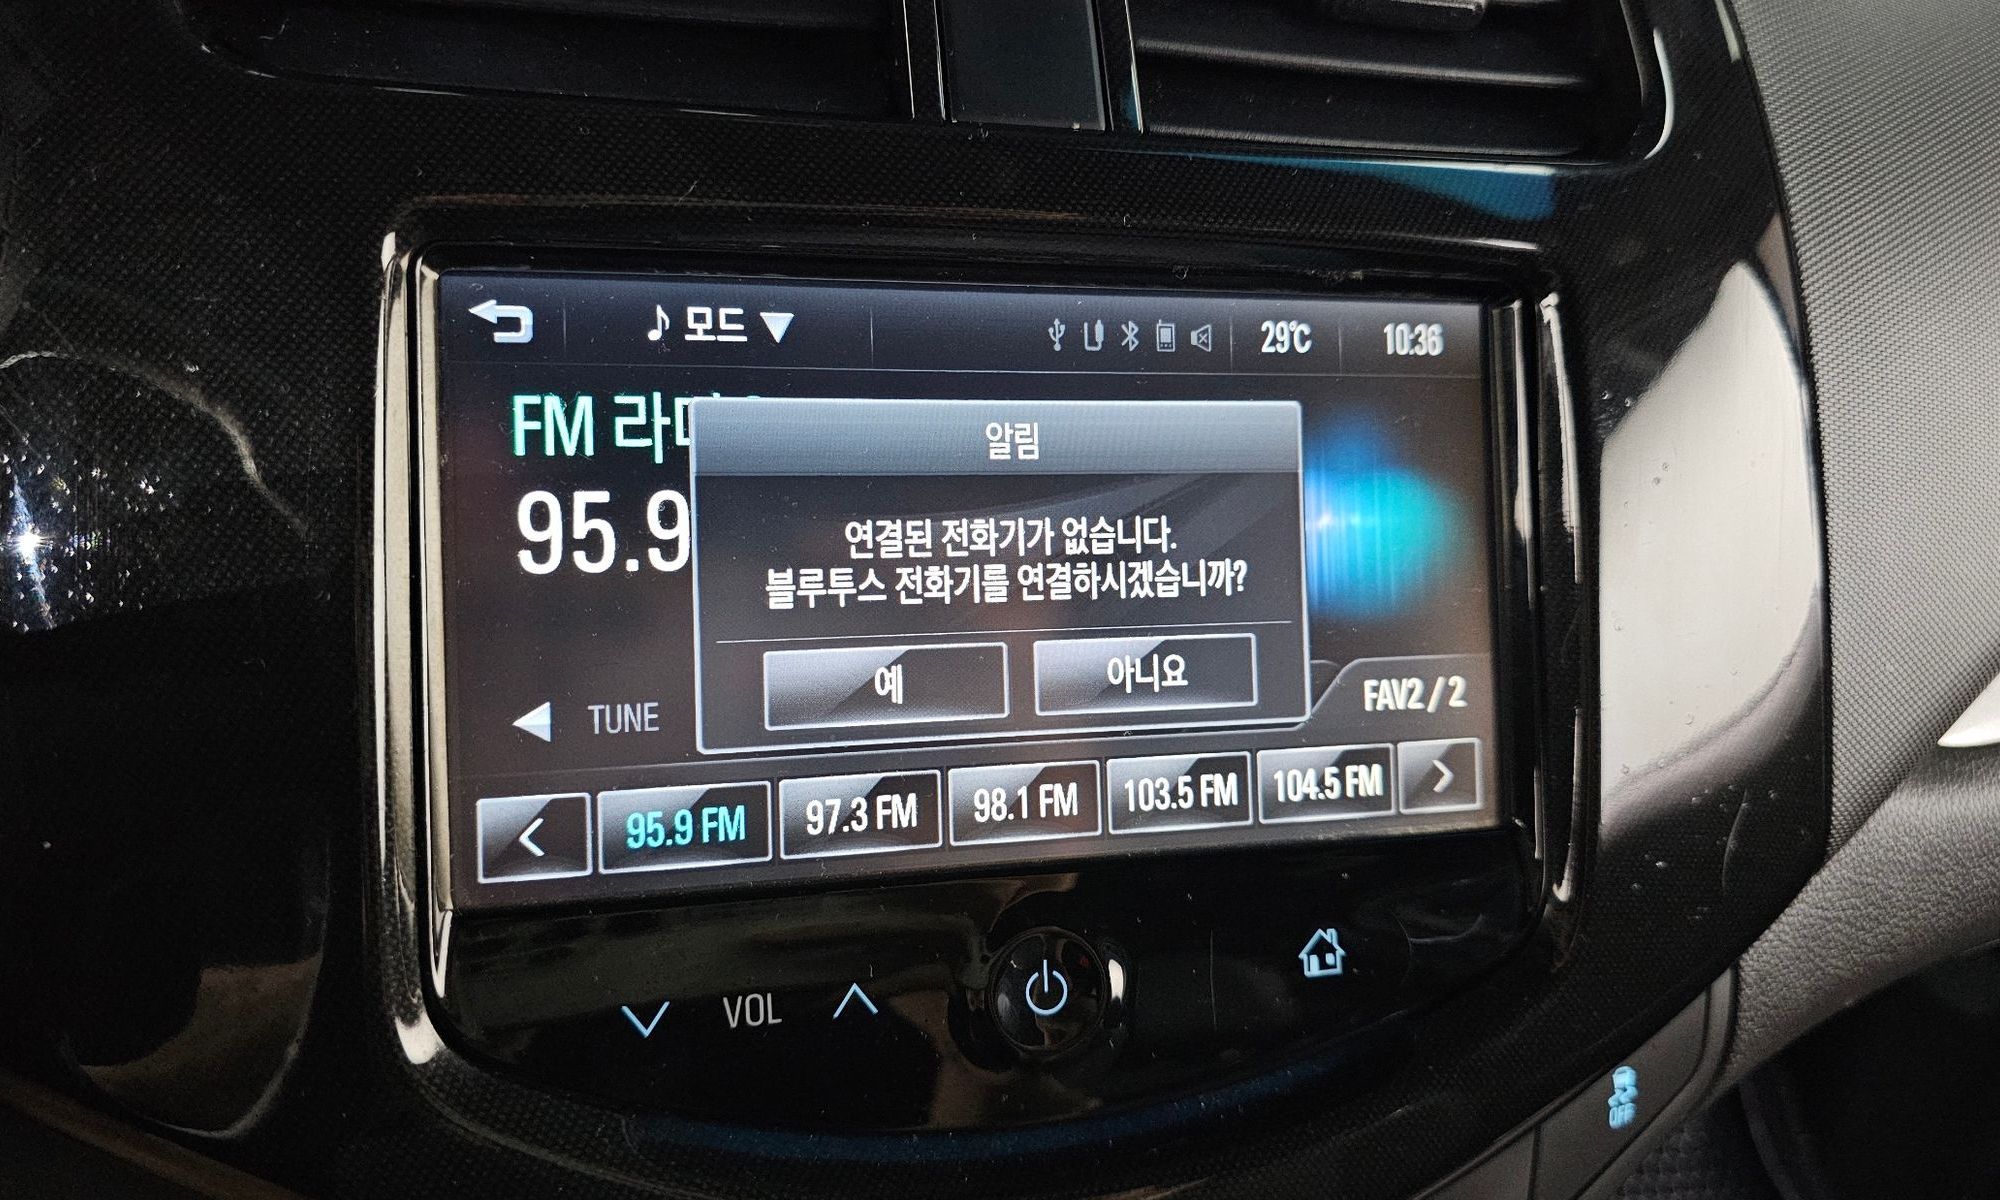 모드
29℃
10:36
FM 라
알림
95.9
연결된 전화기가 없습니다.
블루투스 전화기를 연결하시겠습니까?
예
아니요
TUNE
FAV2 / 2
95.9 FM
97.3 FM
98.1 FM
103.5 FM
104.5 FM
VOL
OFF